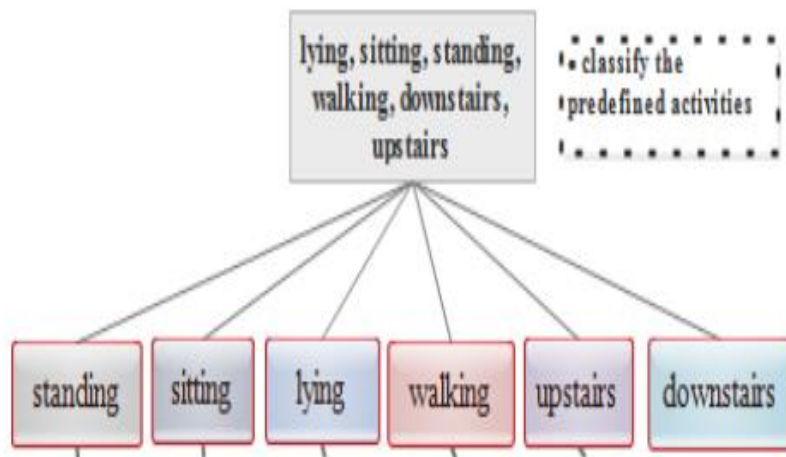 lying, sitting, standing,
walking, downstairs,
upstairs
• classify the
predefined activities
standing
sitting
lying
walking
upstairs
downstairs